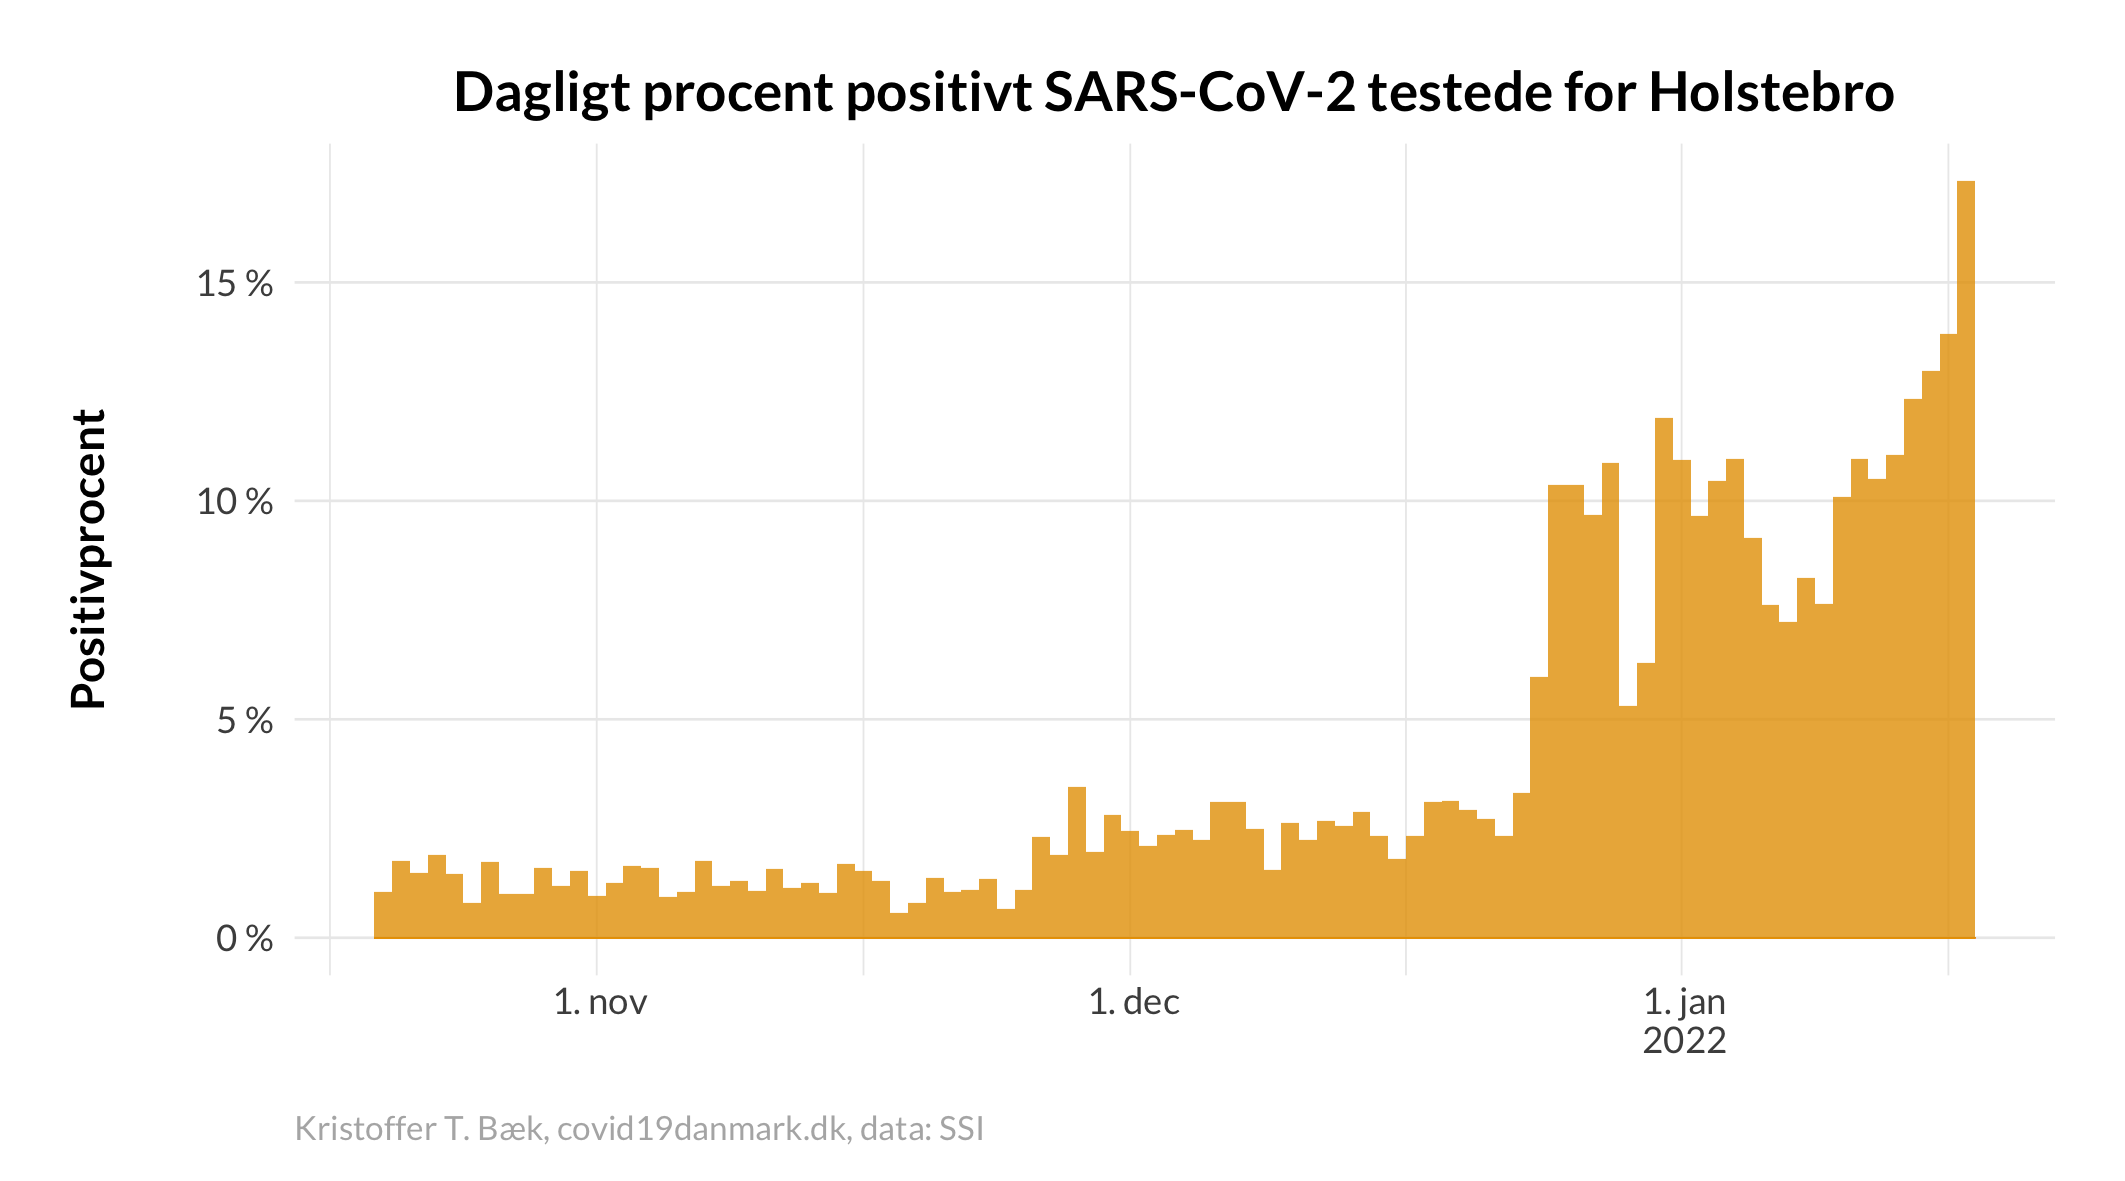 Dagligt procent positivt SARS-CoV-2 testede for Holstebro
Positivprocent
15 %
10 %
5 %
0 %
1. nov
1. dec
1. jan
2022
Kristoffer T. Bæk, covid19danmark.dk, data: SSI